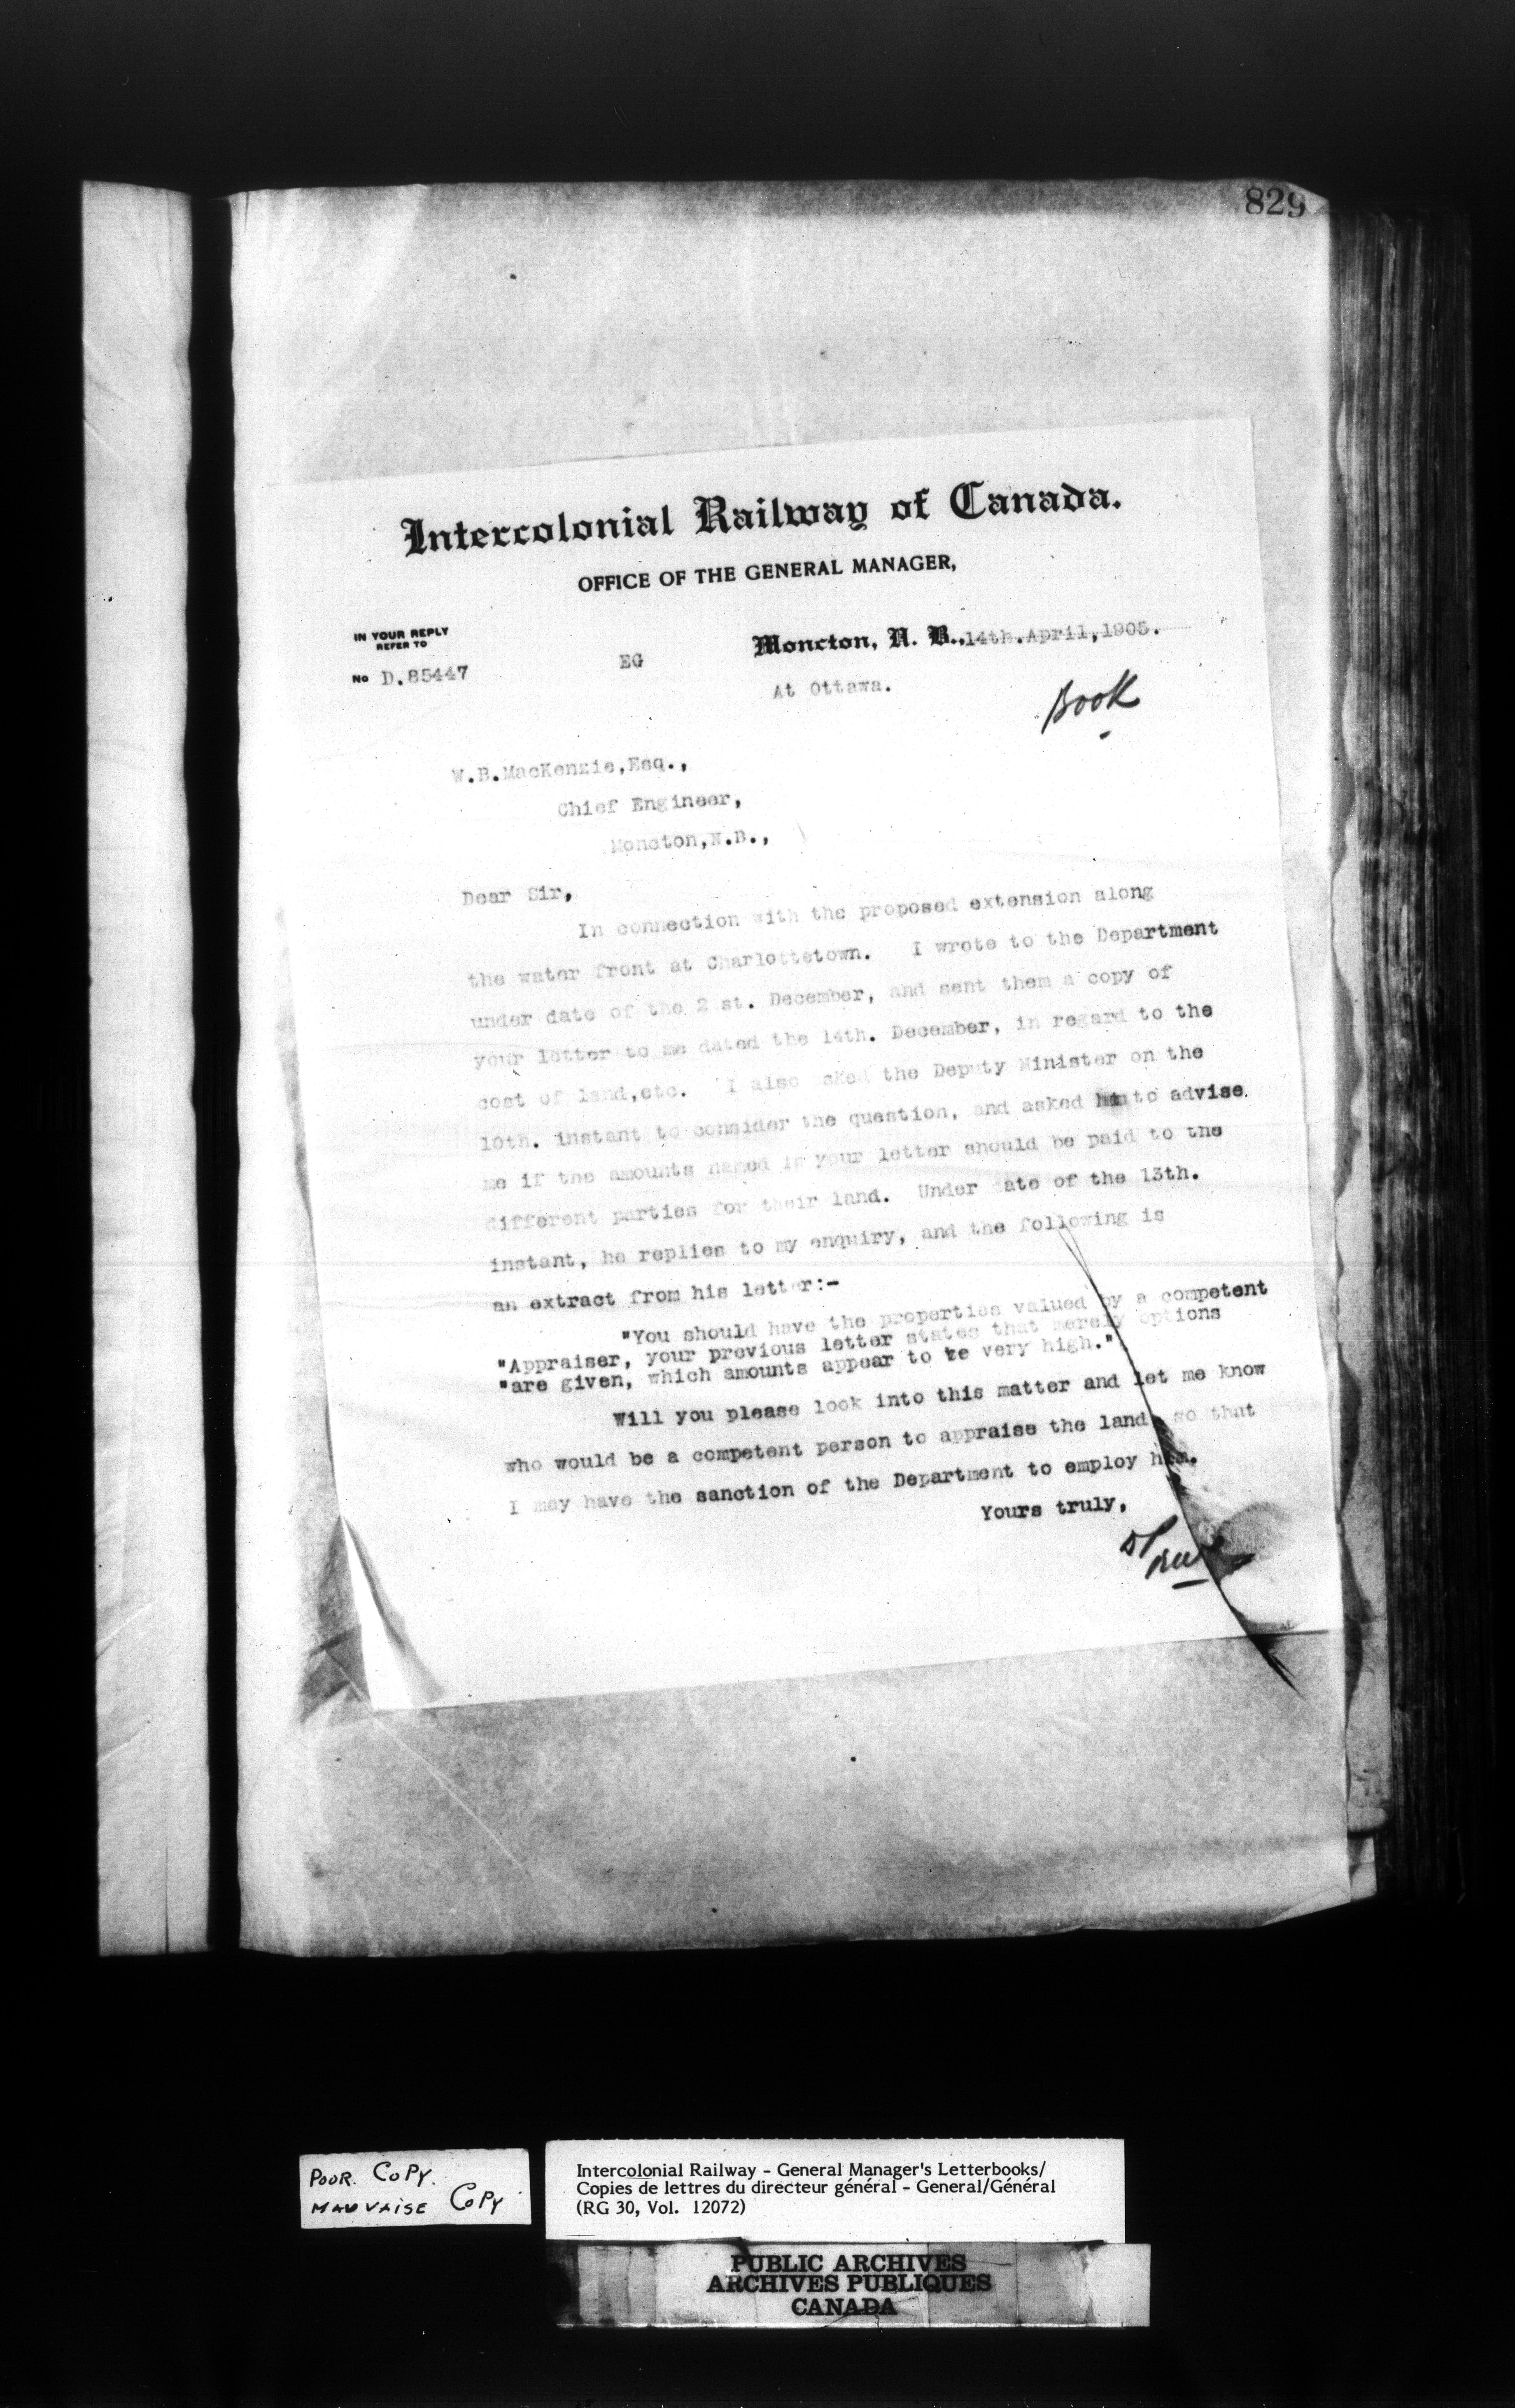 829
Intercolonial Railway of Canada.
OFFICE OF THE GENERAL MANAGER,
IN YOUR REPLY
REFER TO
No D.85447
EG
Moncton, N. B., 14th.April,1905.
At Ottawa.
Book
W.B.MacKenzie,Esq.,
Chief Engineer,
Moncton,N.B.,
Dear Sir,
In connection with the proposed extension along
the water front at Charlottetown. I wrote to the Department
under date of the 2 st. December, and sent them a copy of
your letter to me dated the 14th. December, in regard to the
cost of land,etc. I also asked the Deputy Minister on the
10th. instant to consider the question, and asked him to advise
me if the amounts named in your letter should be paid to the
different parties for their land. Under date of the 13th.
instant, he replies to my enquiry, and the following is
an extract from his letter:-
"You should have the properties valued by a competent
"Appraiser, your previous letter states that merely options
"are given, which amounts appear to be very high."
Will you please look into this matter and let me know
who would be a competent person to appraise the land so that
I may have the sanction of the Department to employ him.
Yours truly,
POOR COPY.
MAUVAISE COPY
Intercolonial Railway - General Manager's Letterbooks/
Copies de lettres du directeur général - General/Général
(RG 30, Vol. 12072)
PUBLIC ARCHIVES
ARCHIVES PUBLIQUES
CANADA